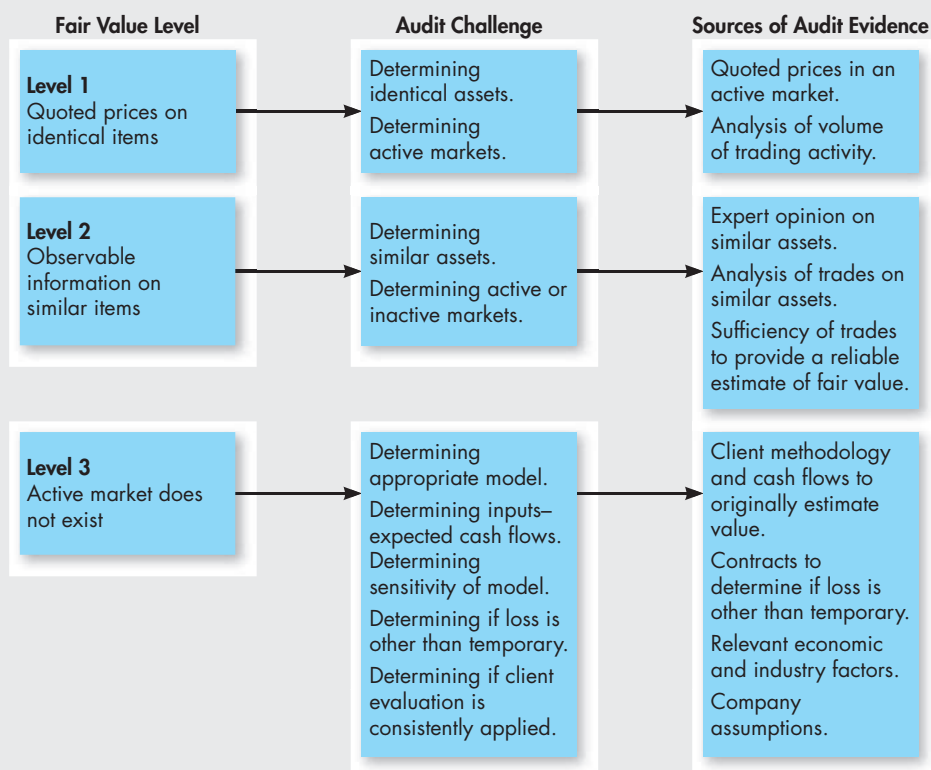 Fair Value Level
Audit Challenge
Sources of Audit Evidence
Level 1
Quoted prices on
identical items
Determining
identical assets.
Determining
active markets.
Quoted prices in an
active market.
Analysis of volume
of trading activity.
Level 2
Observable
information on
similar items
Determining
similar assets.
Determining active or
inactive markets.
Expert opinion on
similar assets.
Analysis of trades on
similar assets.
Sufficiency of trades
to provide a reliable
estimate of fair value.
Level 3
Active market does
not exist
Determining
appropriate model.
Determining inputs–
expected cash flows.
Determining
sensitivity of model.
Determining if loss is
other than temporary.
Determining if client
evaluation is
consistently applied.
Client methodology
and cash flows to
originally estimate
value.
Contracts to
determine if loss is
other than temporary.
Relevant economic
and industry factors.
Company
assumptions.